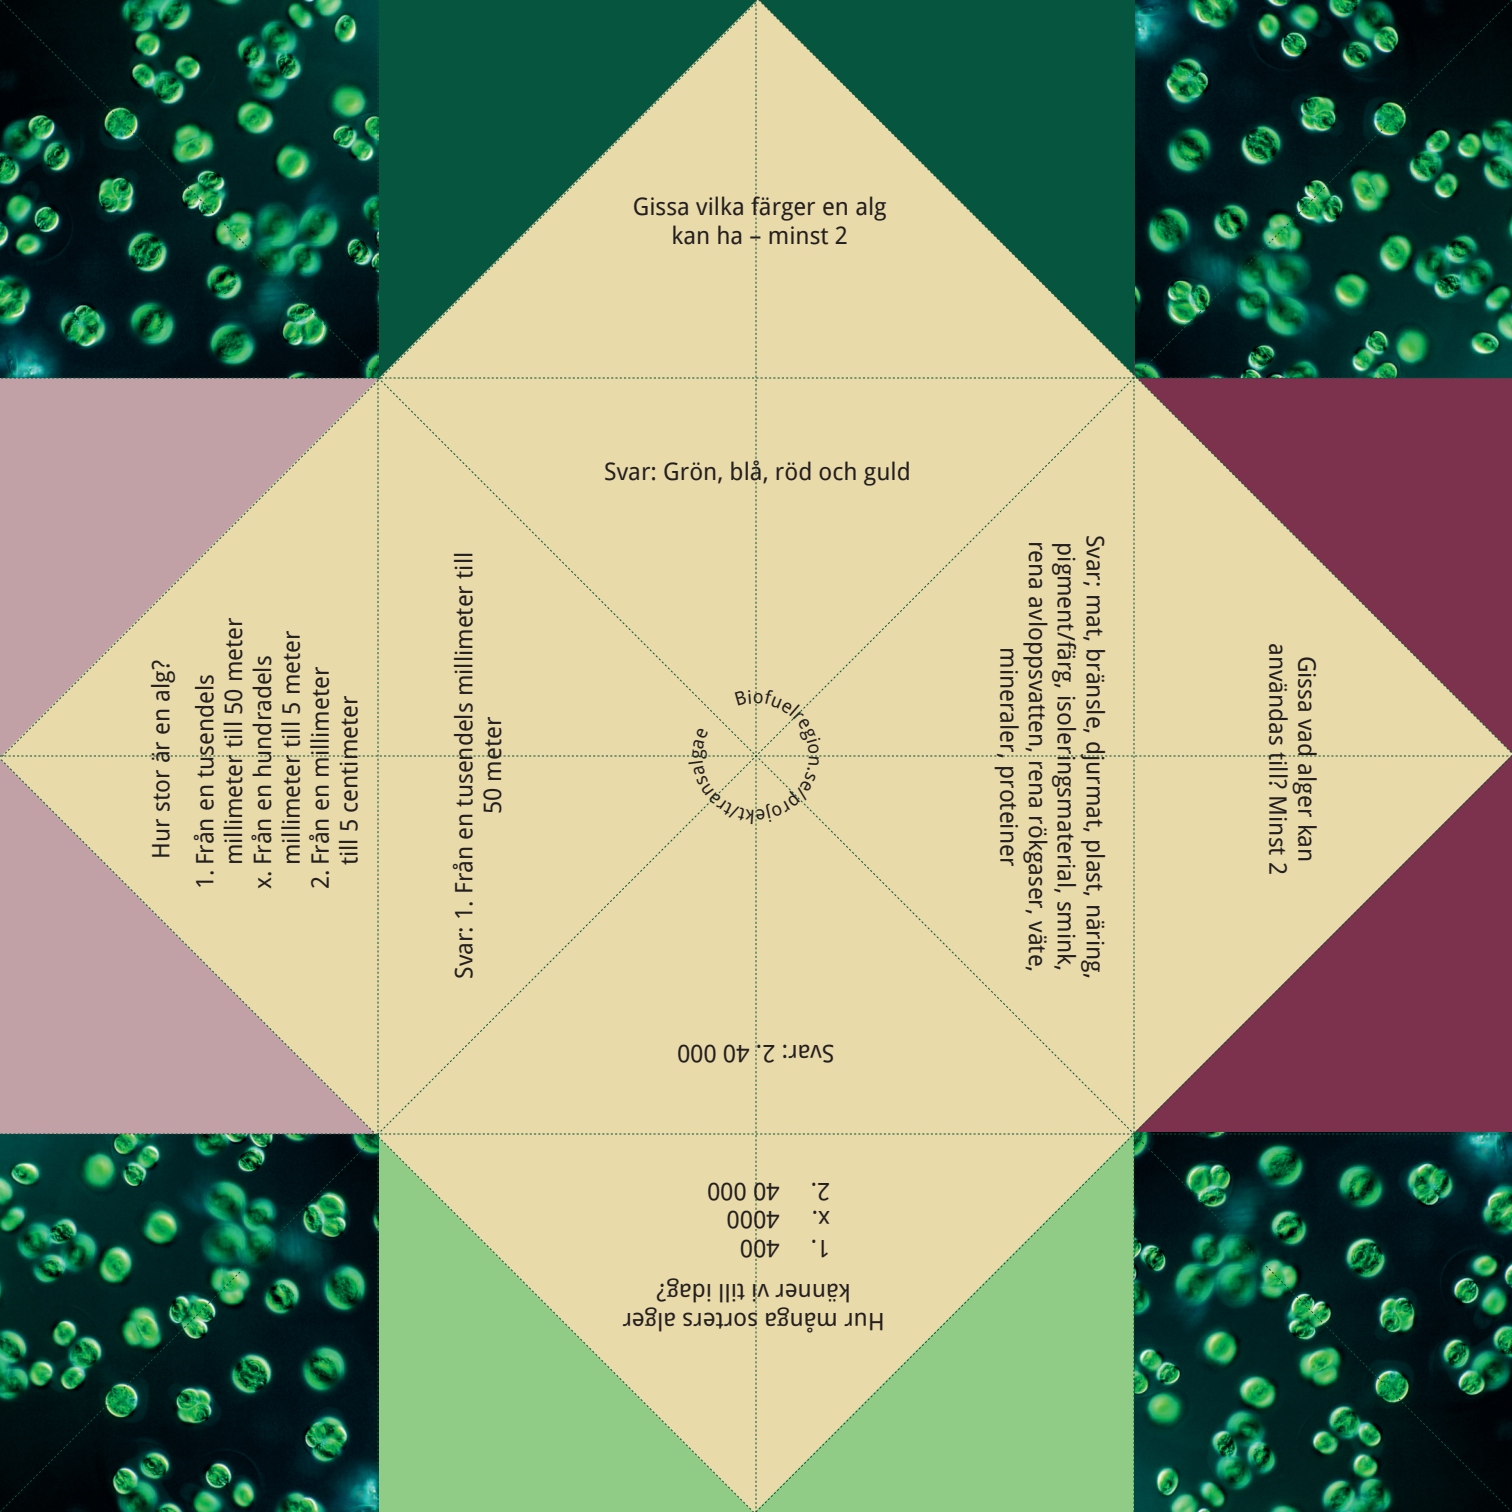 Gissa vilka färger en alg
kan ha – minst 2
Svar: Grön, blå, röd och guld
Hur stor är en alg?
1. Från en tusendels
millimeter till 50 meter
x. Från en hundradels
millimeter till 5 meter
2. Från en millimeter
till 5 centimeter
Svar: 1. Från en tusendels millimeter till
50 meter
Biofuelregion.se/projekt/transalgae
Svar; mat, bränsle, djurmat, plast, näring,
pigment/färg, isoleringsmaterial, smink,
rena avloppsvatten, rena rökgaser, väte,
mineraler, proteiner
Gissa vad alger kan
användas till? Minst 2
Hur många sorters alger
känner vi till idag?
1. 400
x. 4000
2. 40 000
Svar: 2. 40 000